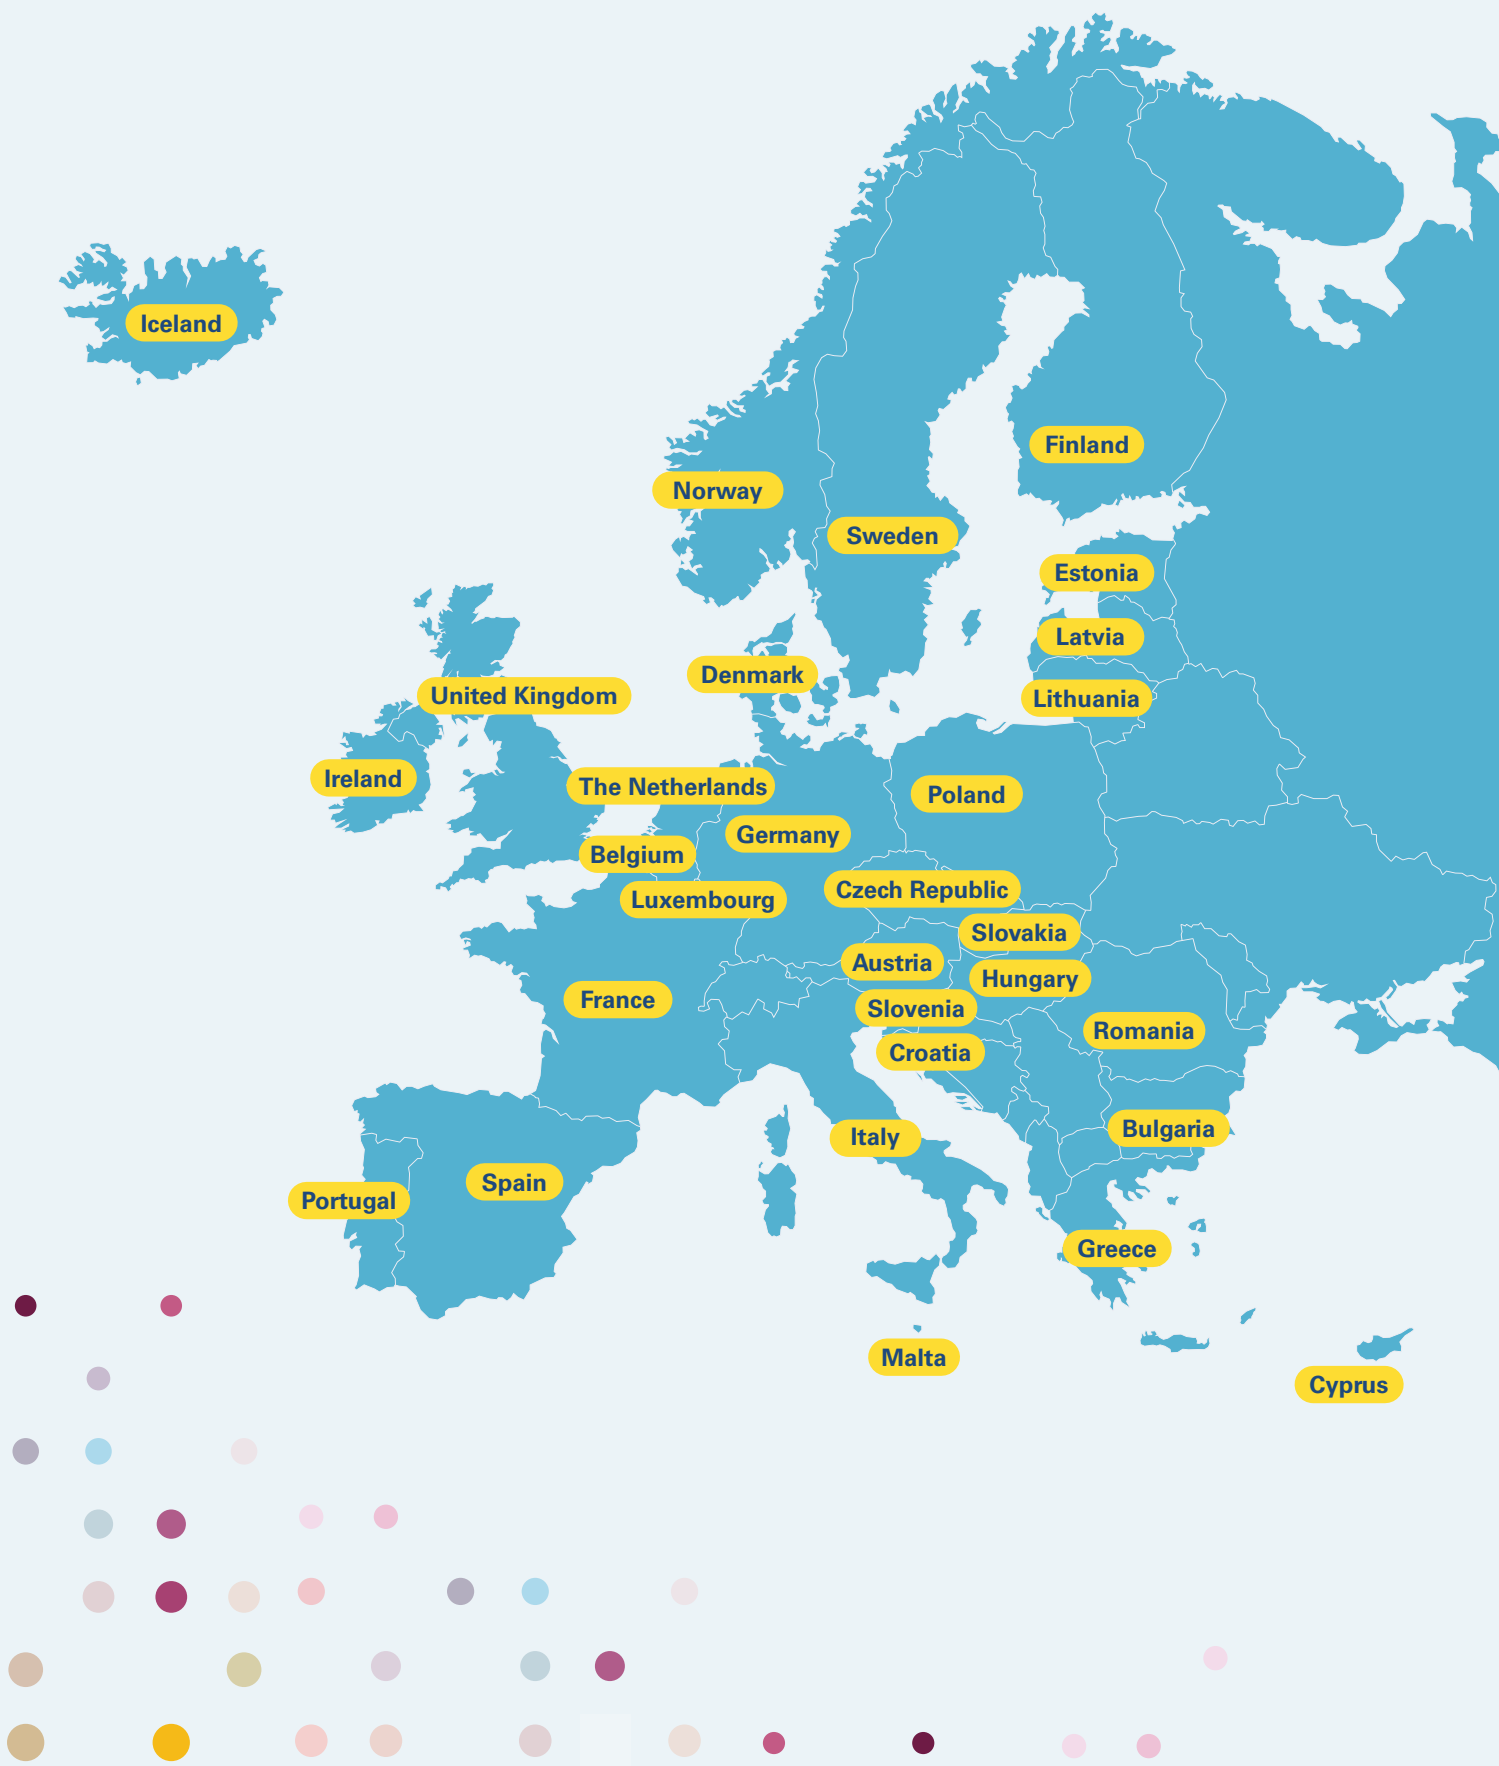 Iceland
Finland
Norway
Sweden
Estonia
Latvia
Denmark
United Kingdom
Lithuania
Ireland
The Netherlands
Poland
Germany
Belgium
Czech Republic
Luxembourg
Slovakia
Austria
Hungary
France
Slovenia
Romania
Croatia
Bulgaria
Italy
Spain
Portugal
Greece
Malta
Cyprus